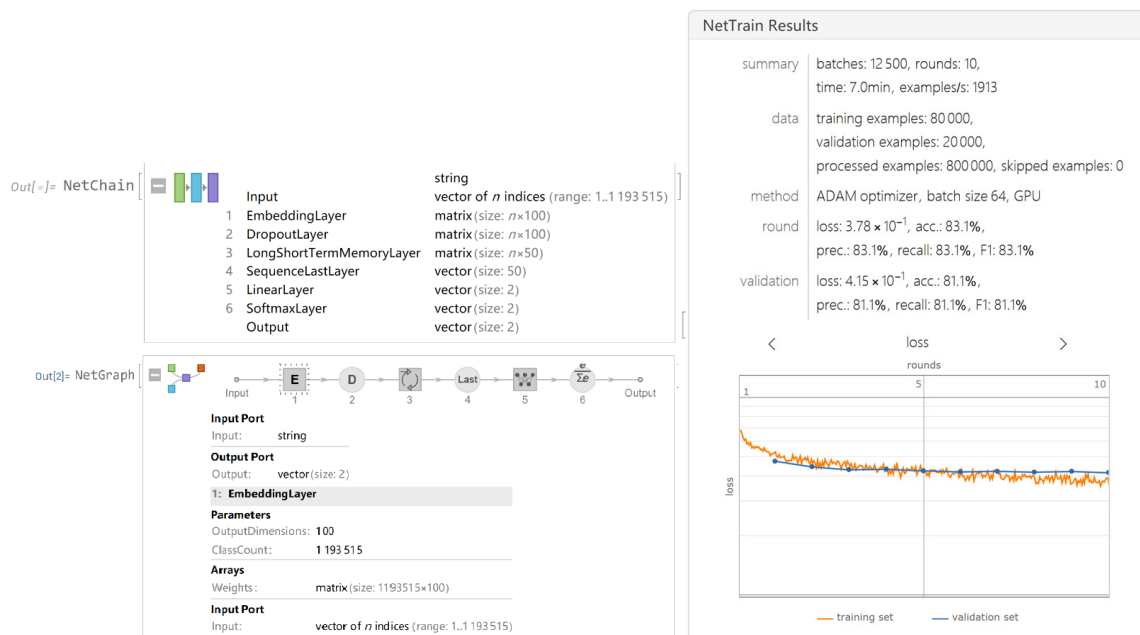 Out[•]= NetChain
string
Input vector of n indices (range: 1..1 193 515)
1 EmbeddingLayer matrix (size: n×100)
2 DropoutLayer matrix (size: n×100)
3 LongShortTermMemoryLayer matrix (size: n×50)
4 SequenceLastLayer vector (size: 50)
5 LinearLayer vector (size: 2)
6 SoftmaxLayer vector (size: 2)
Output vector (size: 2)
Out[2]= NetGraph
E D Last e/Σe
Input 1 2 3 4 5 6 Output
Input Port
Input: string
Output Port
Output: vector (size: 2)
1: EmbeddingLayer
Parameters
OutputDimensions: 100
ClassCount: 1 193 515
Arrays
Weights: matrix (size: 1193515×100)
Input Port
Input: vector of n indices (range: 1..1 193 515)
NetTrain Results
summary batches: 12 500, rounds: 10,
time: 7.0min, examples/s: 1913
data training examples: 80 000,
validation examples: 20 000,
processed examples: 800 000, skipped examples: 0
method ADAM optimizer, batch size 64, GPU
round loss: 3.78 × 10⁻¹, acc.: 83.1%,
prec.: 83.1%, recall: 83.1%, F1: 83.1%
validation loss: 4.15 × 10⁻¹, acc.: 81.1%,
prec.: 81.1%, recall: 81.1%, F1: 81.1%
< loss >
rounds
1 5 10
loss
training set validation set